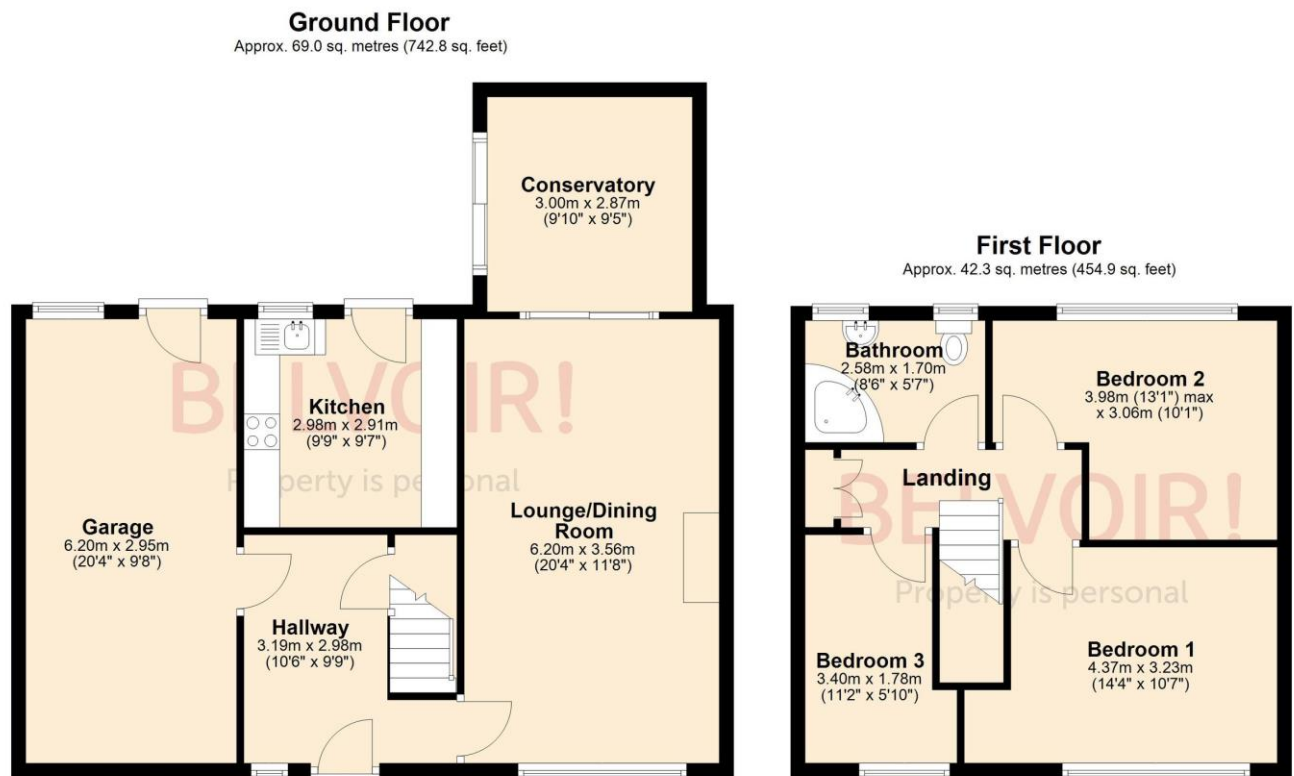 Ground Floor
Approx. 69.0 sq. metres (742.8 sq. feet)
Conservatory
3.00m x 2.87m
(9'10" x 9'5")
Kitchen
2.98m x 2.91m
(9'9" x 9'7")
Garage
6.20m x 2.95m
(20'4" x 9'8")
Lounge/Dining
Room
6.20m x 3.56m
(20'4" x 11'8")
Hallway
3.19m x 2.98m
(10'6" x 9'9")
BELVOIR!
Property is personal
First Floor
Approx. 42.3 sq. metres (454.9 sq. feet)
Bathroom
2.58m x 1.70m
(8'6" x 5'7")
Bedroom 2
3.98m (13'1") max
x 3.06m (10'1")
Landing
BELVOIR!
Property is personal
Bedroom 3
3.40m x 1.78m
(11'2" x 5'10")
Bedroom 1
4.37m x 3.23m
(14'4" x 10'7")